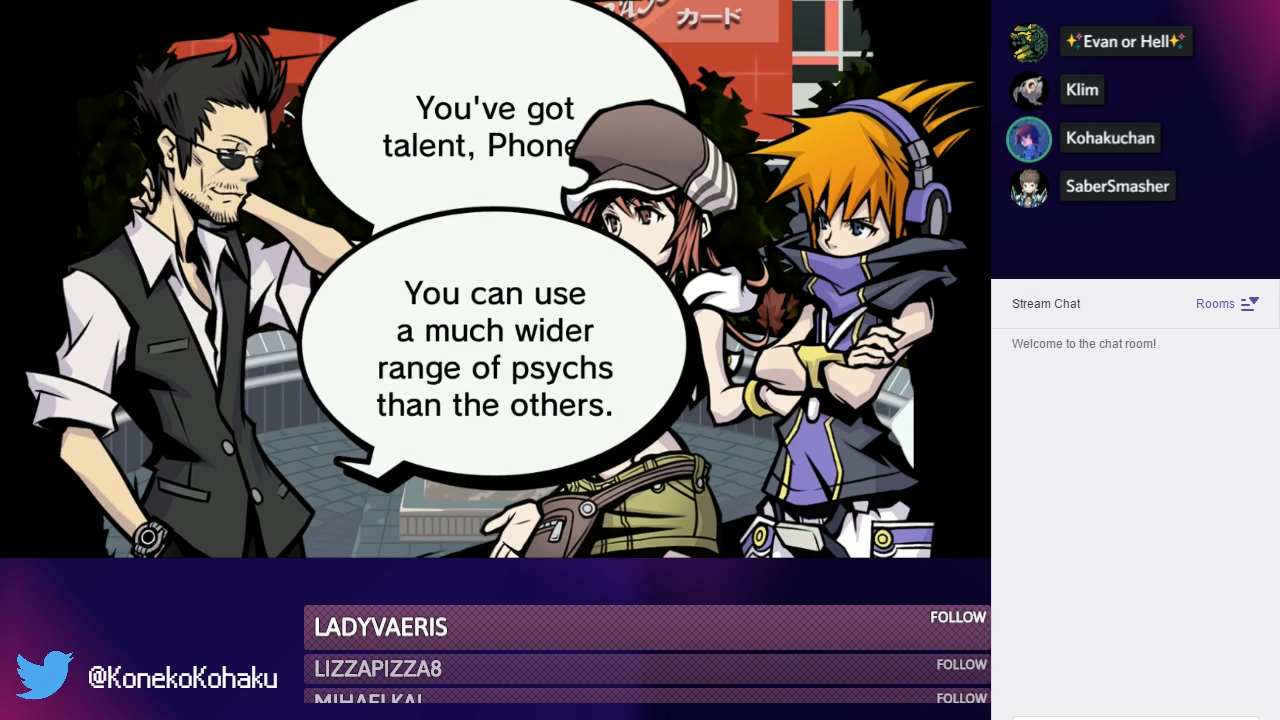 カード
You've got
talent, Phone
You can use
a much wider
range of psychs
than the others.
✨Evan or Hell✨
Klim
Kohakuchan
SaberSmasher
Stream Chat
Rooms
Welcome to the chat room!
LADYVAERIS
FOLLOW
LIZZAPIZZA8
FOLLOW
FOLLOW
@KonekoKohaku